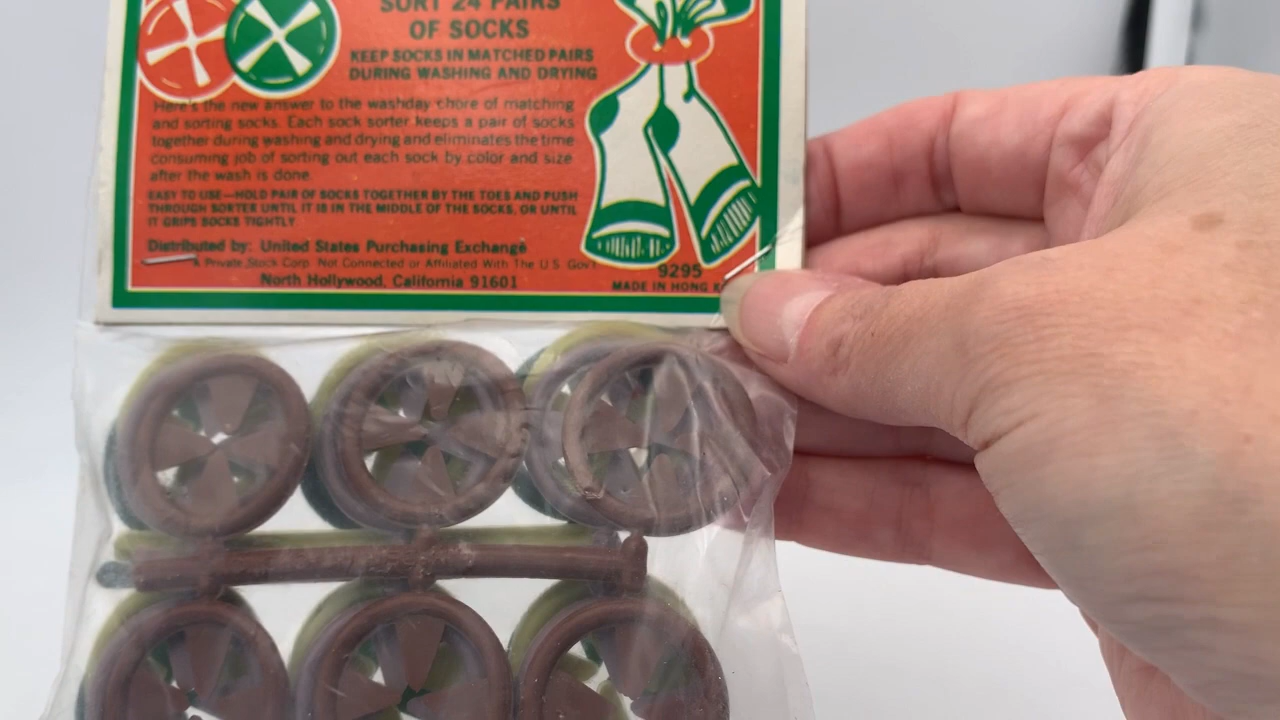 SORT 24 PAIRS
OF SOCKS
KEEP SOCKS IN MATCHED PAIRS
DURING WASHING AND DRYING
Here's the new answer to the washday chore of matching
and sorting socks. Each sock sorter keeps a pair of socks
together during washing and drying and eliminates the time
consuming job of sorting out each sock by color and size
after the wash is done.
EASY TO USE—HOLD PAIR OF SOCKS TOGETHER BY THE TOES AND PUSH
THROUGH SORTER UNTIL IT IS IN THE MIDDLE OF THE SOCKS, OR UNTIL
IT GRIPS SOCKS TIGHTLY.
Distributed by: United States Purchasing Exchange
A Private Stock Corp. Not Connected or Affiliated With The U.S. Gov't
North Hollywood, California 91601
9295
MADE IN HONG